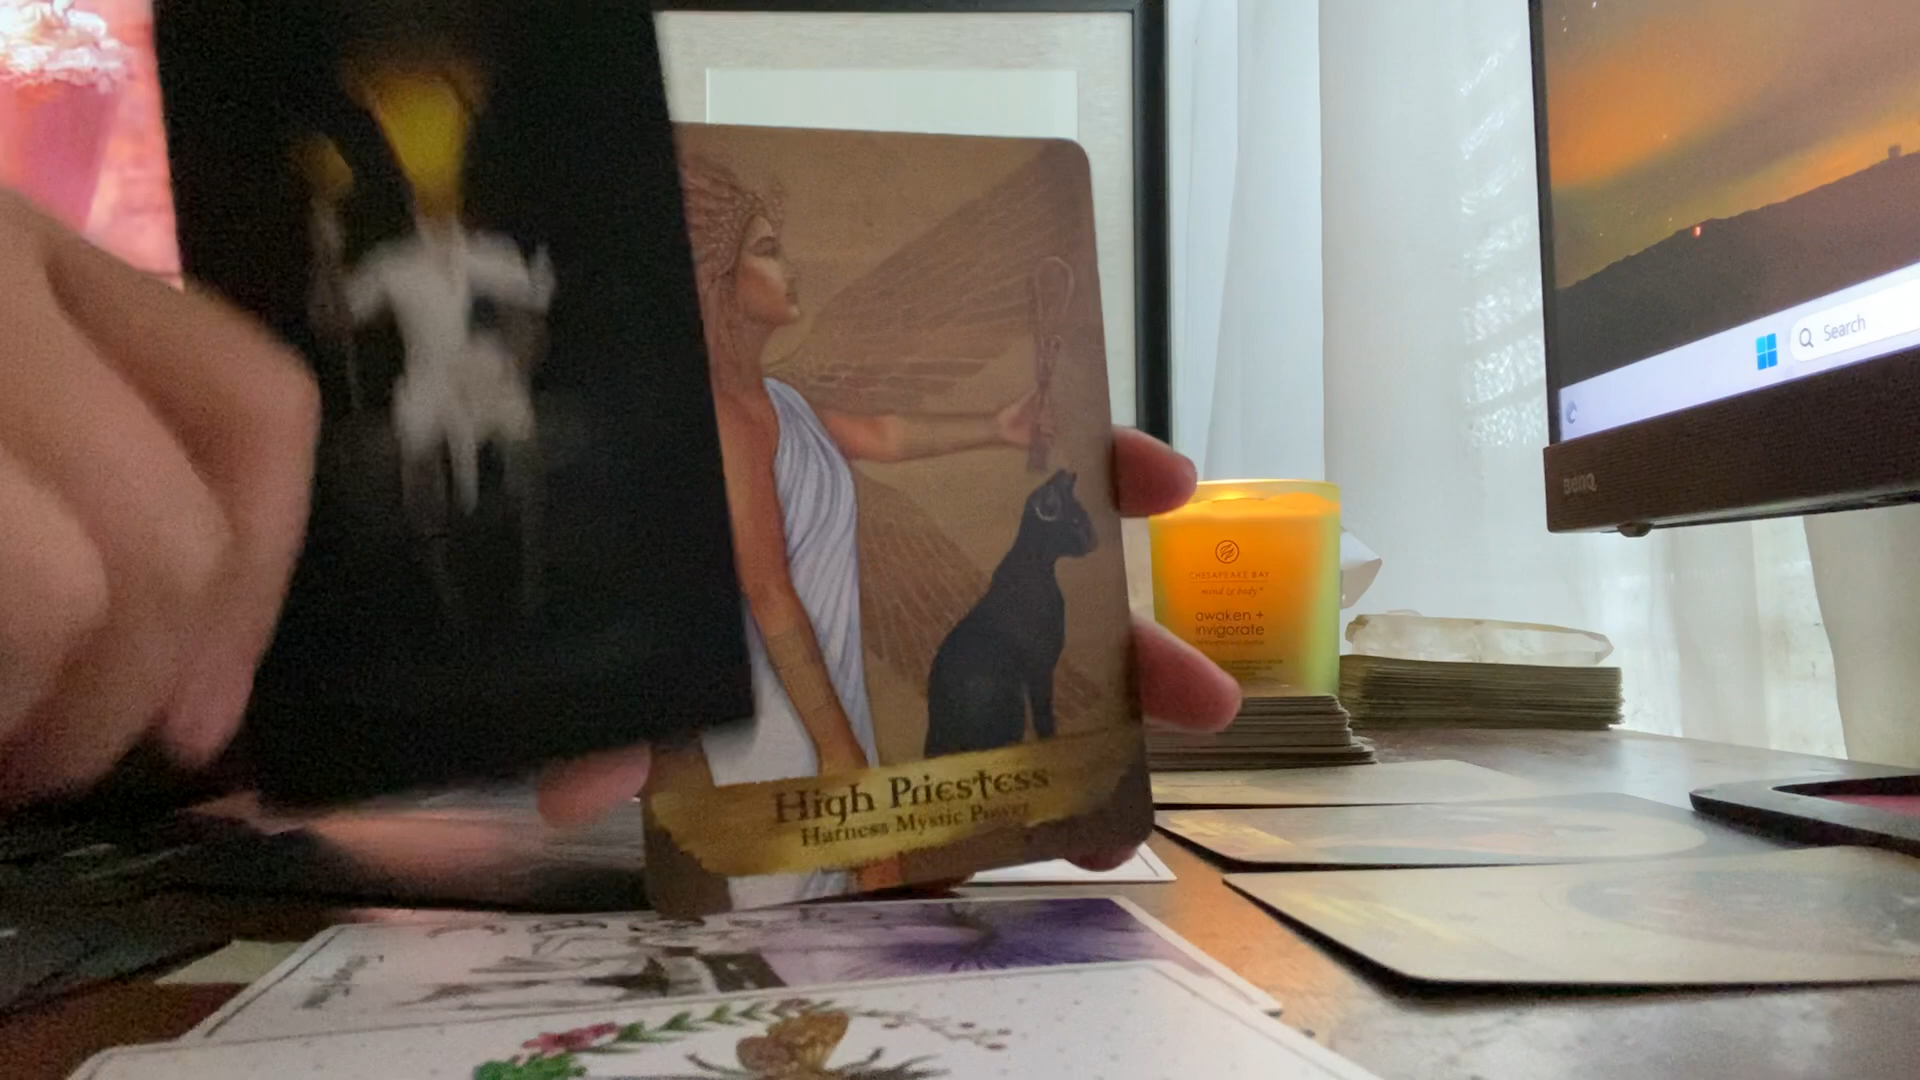 High Priestess
Harness Mystic Power
CHESAPEAKE BAY
mind & body
awaken +
invigorate
Search
BenQ